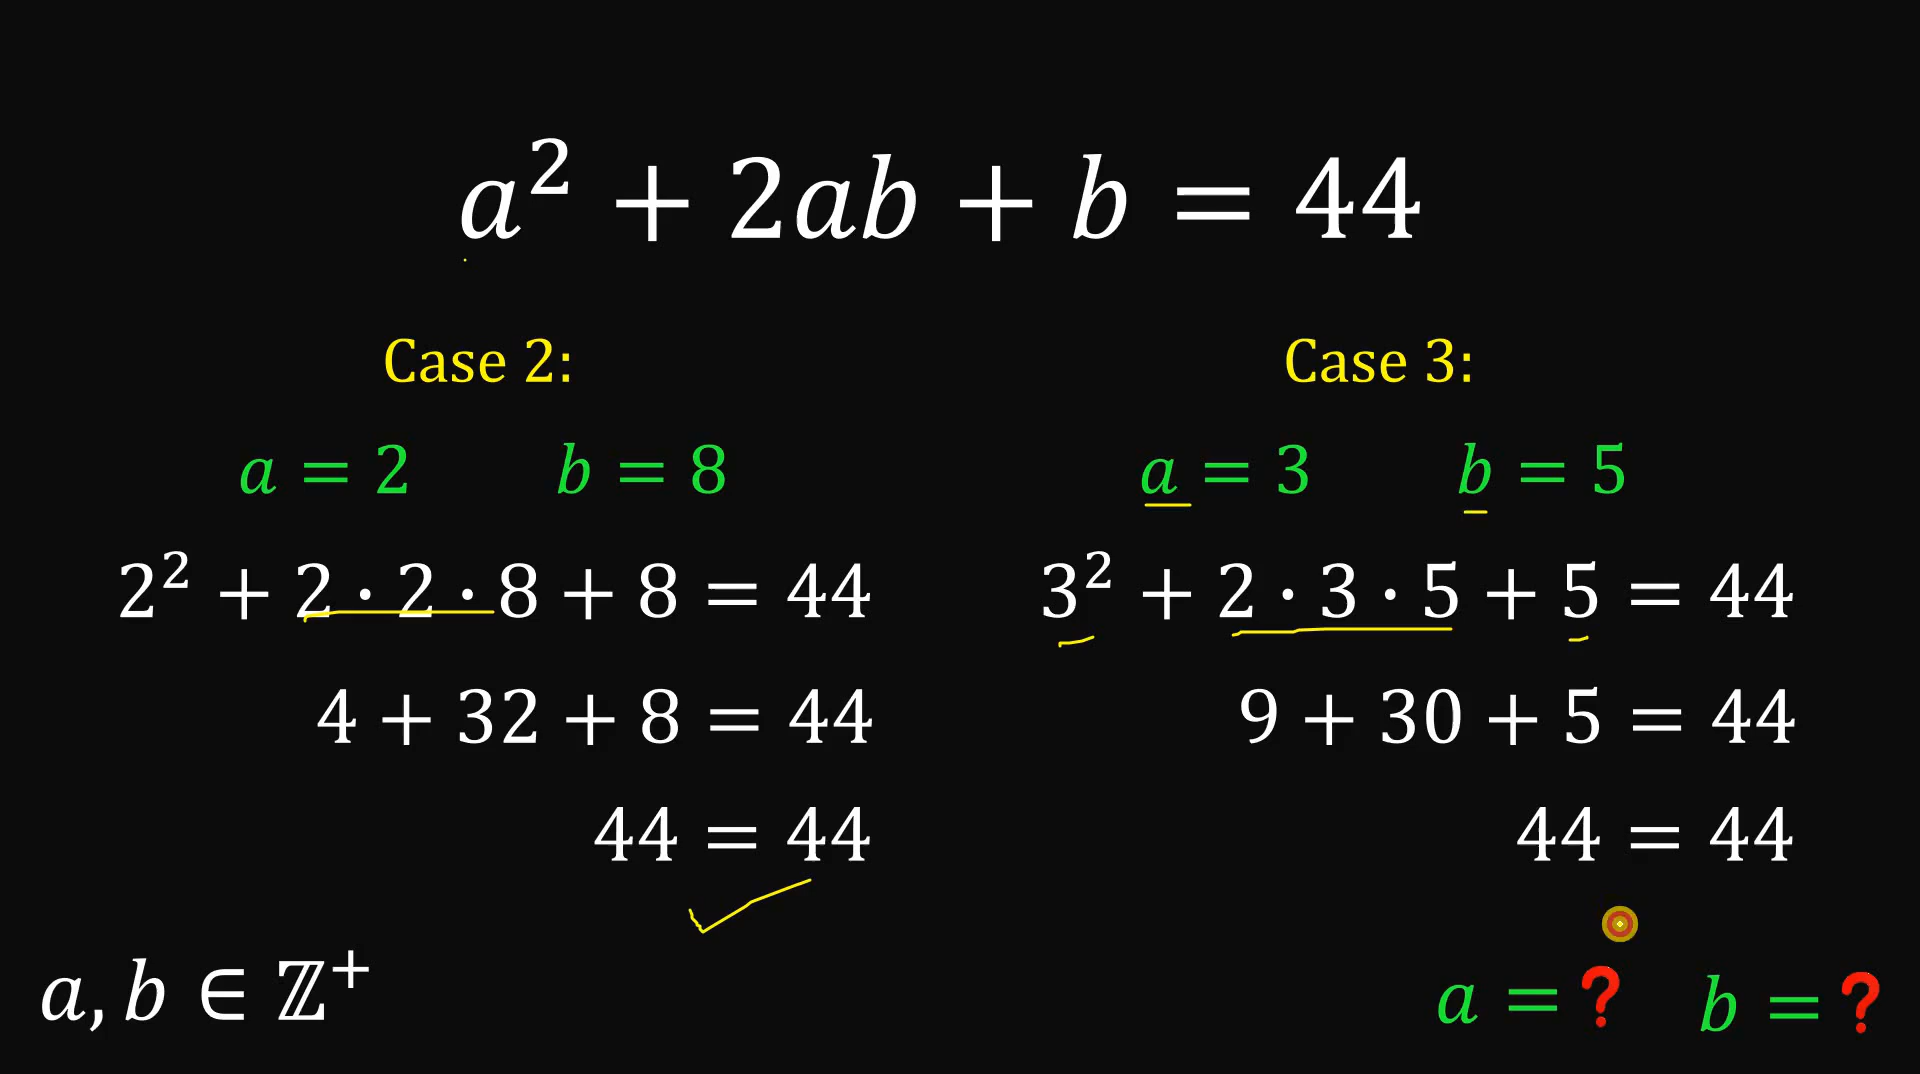 a² + 2ab + b = 44
Case 2:
a = 2 b = 8
2² + 2 · 2 · 8 + 8 = 44
4 + 32 + 8 = 44
44 = 44
Case 3:
a = 3 b = 5
3² + 2 · 3 · 5 + 5 = 44
9 + 30 + 5 = 44
44 = 44
a, b ∈ ℤ⁺
a = ? b = ?